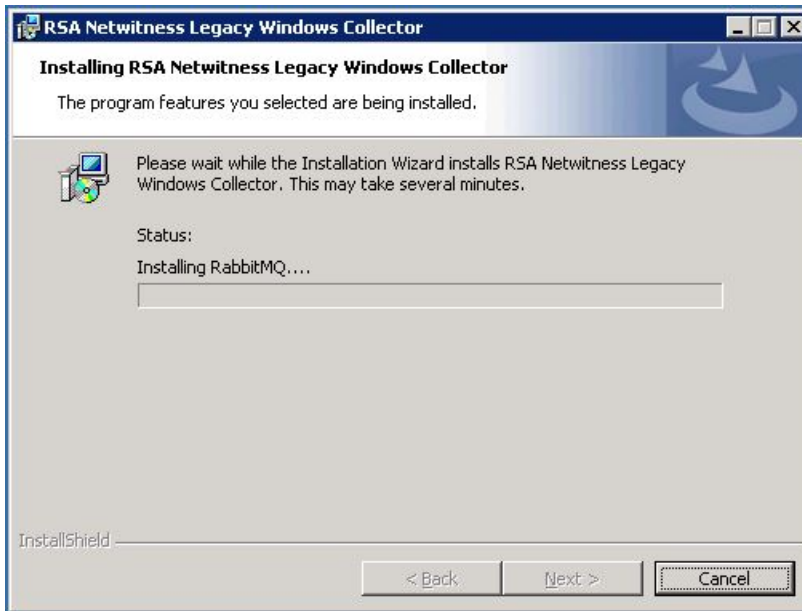 RSA Netwitness Legacy Windows Collector
Installing RSA Netwitness Legacy Windows Collector
The program features you selected are being installed.
Please wait while the Installation Wizard installs RSA Netwitness Legacy
Windows Collector. This may take several minutes.
Status:
Installing RabbitMQ....
InstallShield
< Back
Next >
Cancel